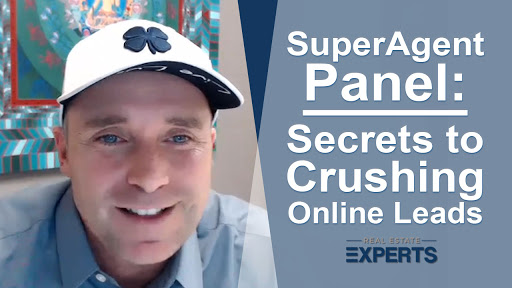 SuperAgent
Panel:
Secrets to
Crushing
Online Leads
REAL ESTATE
EXPERTS